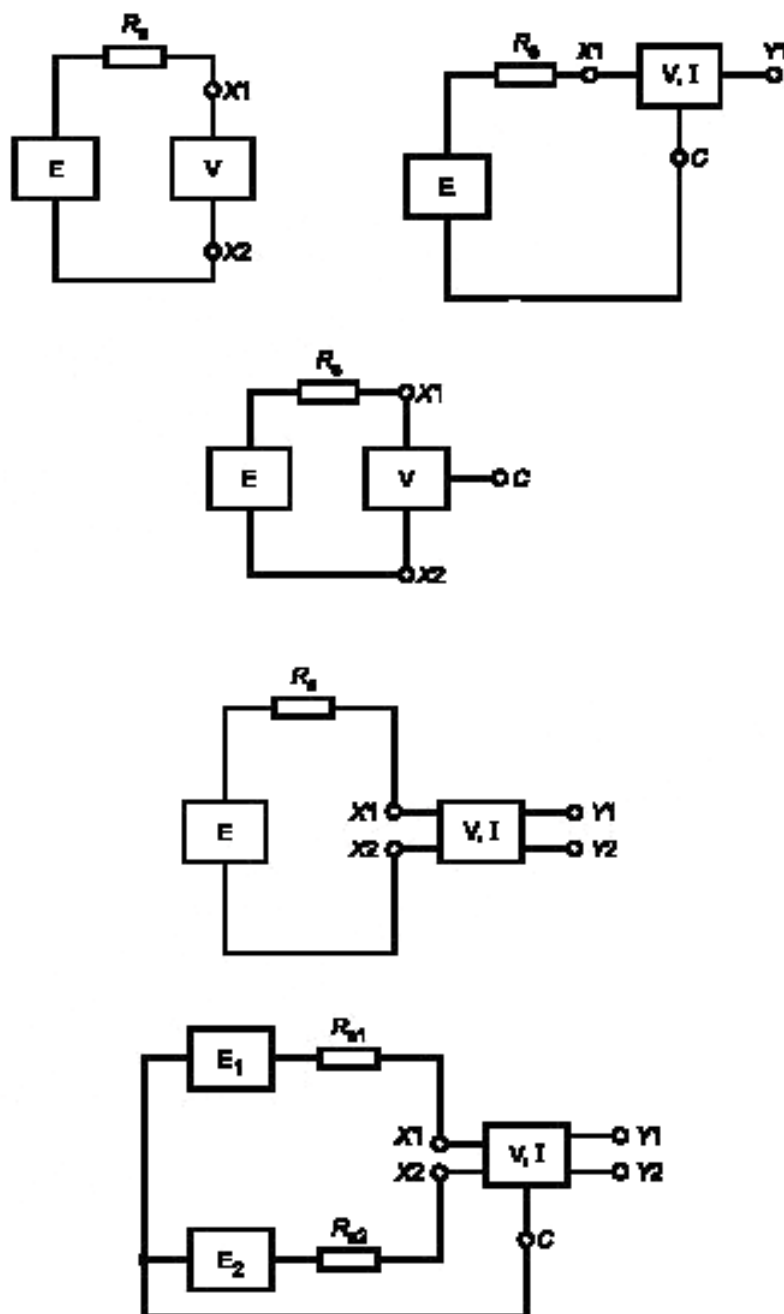 Rs
X1
E V
X2
Rs X1 V, I Y1
C
E
Rs
X1
E V C
X2
Rs
X1 V, I Y1
E
X2 Y2
E1 Rs1
X1 V, I Y1
X2 Y2
E2 Rs2 C